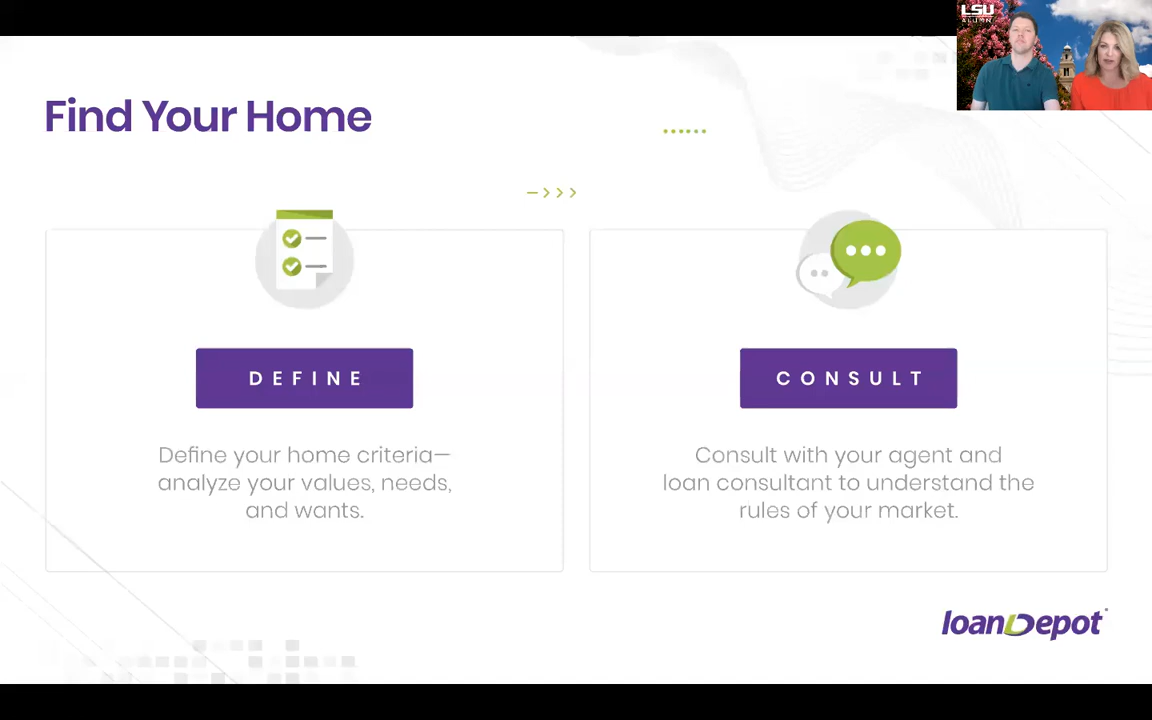 LSU
ALUMNI
Find Your Home
DEFINE
Define your home criteria—
analyze your values, needs,
and wants.
CONSULT
Consult with your agent and
loan consultant to understand the
rules of your market.
loanDepot